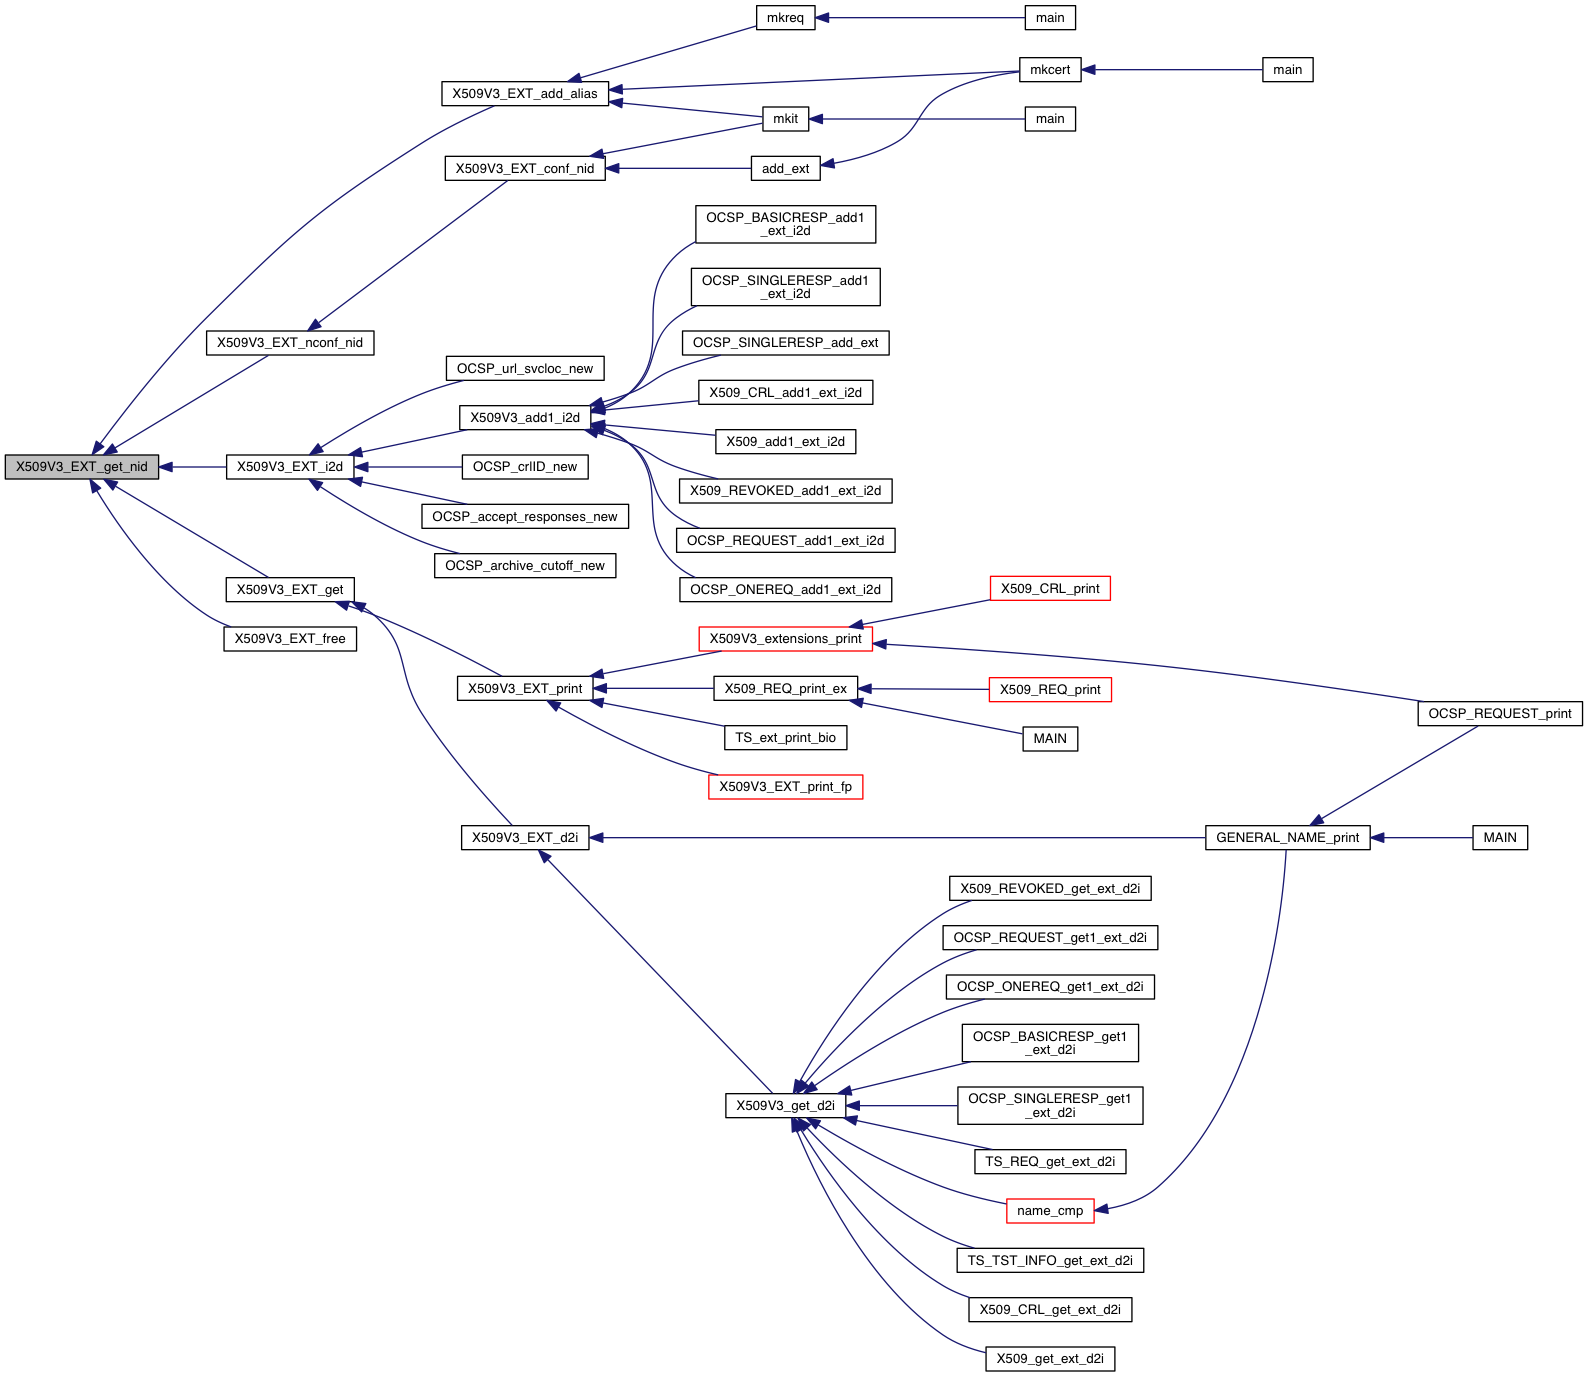 mkreq
main
mkcert
main
X509V3_EXT_add_alias
mkit
main
X509V3_EXT_conf_nid
add_ext
OCSP_BASICRESP_add1
_ext_i2d
OCSP_SINGLERESP_add1
_ext_i2d
X509V3_EXT_nconf_nid
OCSP_SINGLERESP_add_ext
OCSP_url_svcloc_new
X509_CRL_add1_ext_i2d
X509V3_add1_i2d
X509_add1_ext_i2d
X509V3_EXT_get_nid
X509V3_EXT_i2d
OCSP_crlID_new
X509_REVOKED_add1_ext_i2d
OCSP_accept_responses_new
OCSP_REQUEST_add1_ext_i2d
OCSP_archive_cutoff_new
X509V3_EXT_get
OCSP_ONEREQ_add1_ext_i2d
X509_CRL_print
X509V3_EXT_free
X509V3_extensions_print
X509V3_EXT_print
X509_REQ_print_ex
X509_REQ_print
OCSP_REQUEST_print
TS_ext_print_bio
MAIN
X509V3_EXT_print_fp
X509V3_EXT_d2i
GENERAL_NAME_print
MAIN
X509_REVOKED_get_ext_d2i
OCSP_REQUEST_get1_ext_d2i
OCSP_ONEREQ_get1_ext_d2i
OCSP_BASICRESP_get1
_ext_d2i
X509V3_get_d2i
OCSP_SINGLERESP_get1
_ext_d2i
TS_REQ_get_ext_d2i
name_cmp
TS_TST_INFO_get_ext_d2i
X509_CRL_get_ext_d2i
X509_get_ext_d2i